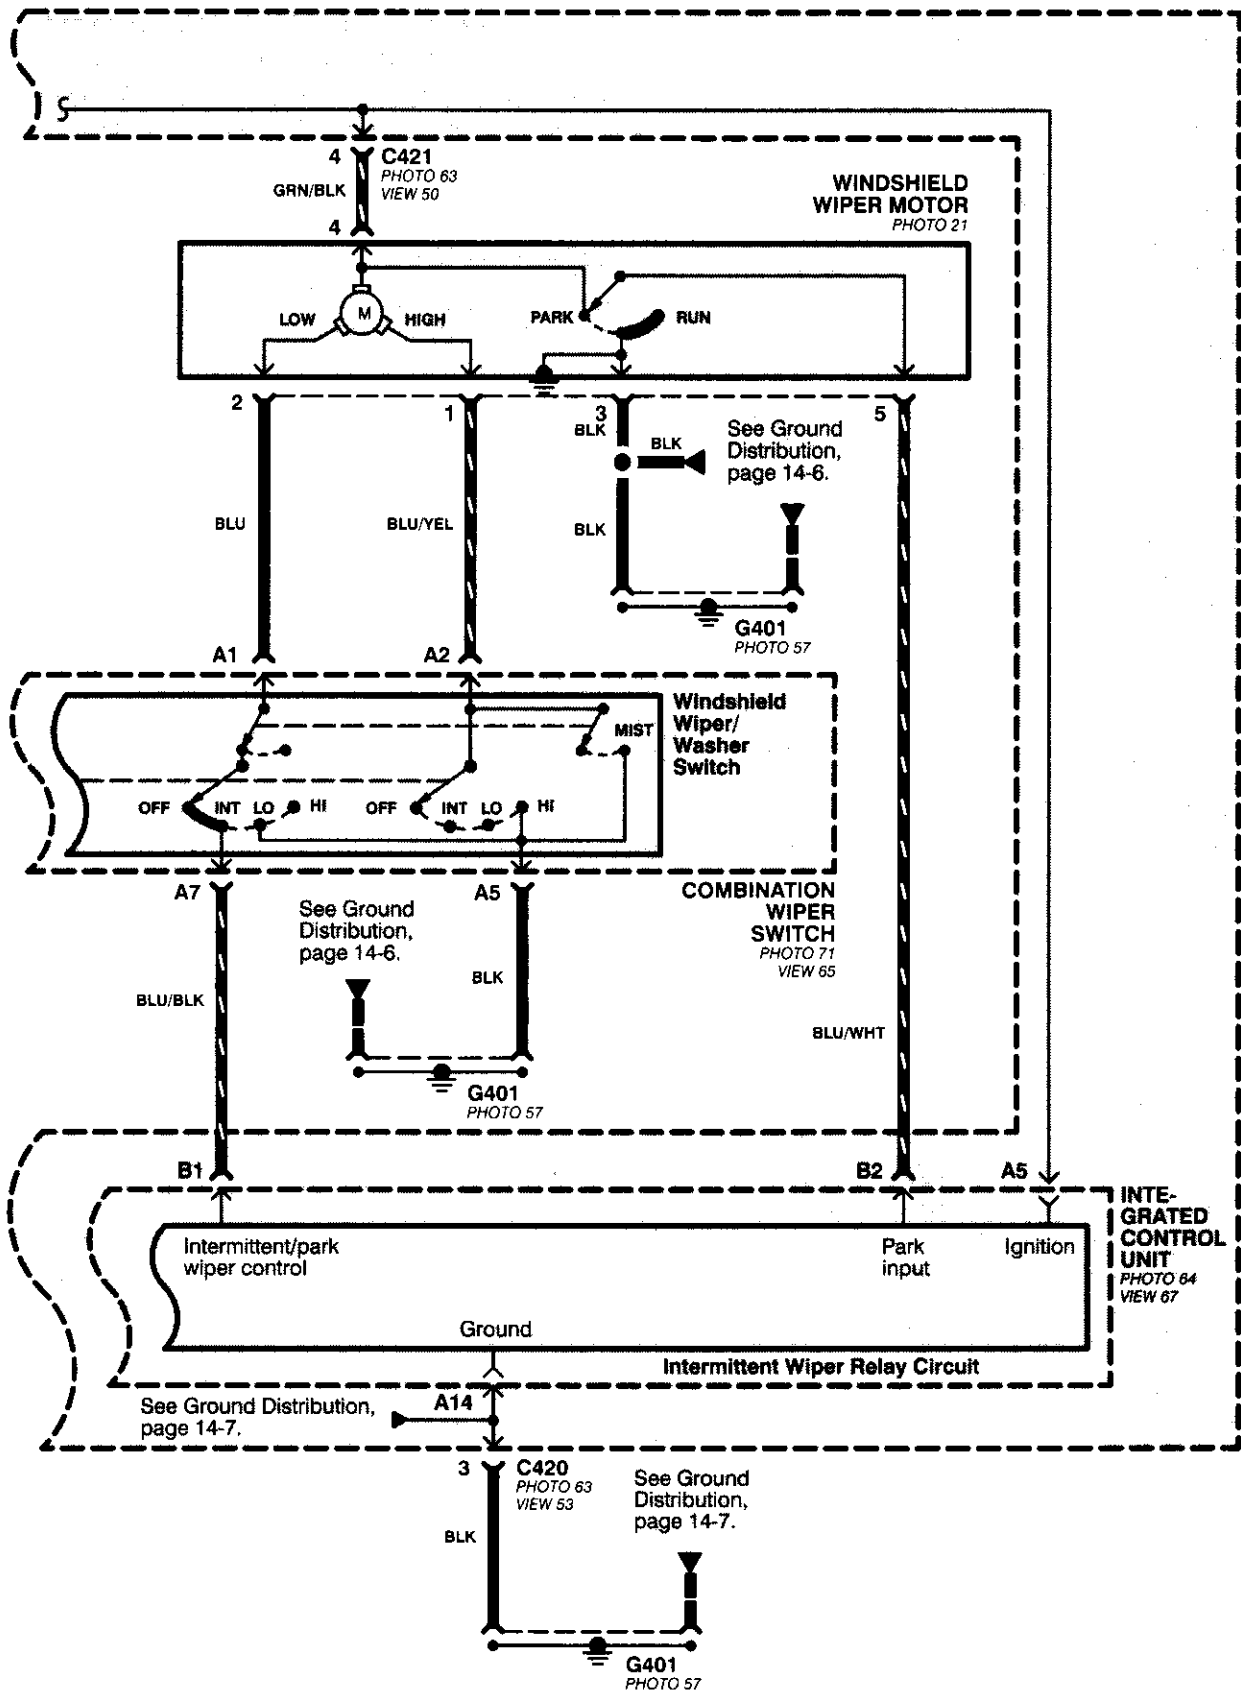 4
C421
PHOTO 63
VIEW 50
GRN/BLK
4
WINDSHIELD
WIPER MOTOR
PHOTO 21
M
LOW
HIGH
PARK
RUN
2
1
3
5
BLK
BLK
See Ground
Distribution,
page 14-6.
BLU
BLU/YEL
BLK
G401
PHOTO 57
A1
A2
Windshield
Wiper/
Washer
Switch
MIST
OFF
INT
LO
HI
OFF
INT
LO
HI
A7
A5
COMBINATION
WIPER
SWITCH
PHOTO 71
VIEW 65
See Ground
Distribution,
page 14-6.
BLU/BLK
BLK
BLU/WHT
G401
PHOTO 57
B1
B2
A5
INTE-
GRATED
CONTROL
UNIT
PHOTO 64
VIEW 67
Intermittent/park
wiper control
Park
input
Ignition
Ground
Intermittent Wiper Relay Circuit
See Ground Distribution,
page 14-7.
A14
3
C420
PHOTO 63
VIEW 53
See Ground
Distribution,
page 14-7.
BLK
G401
PHOTO 57